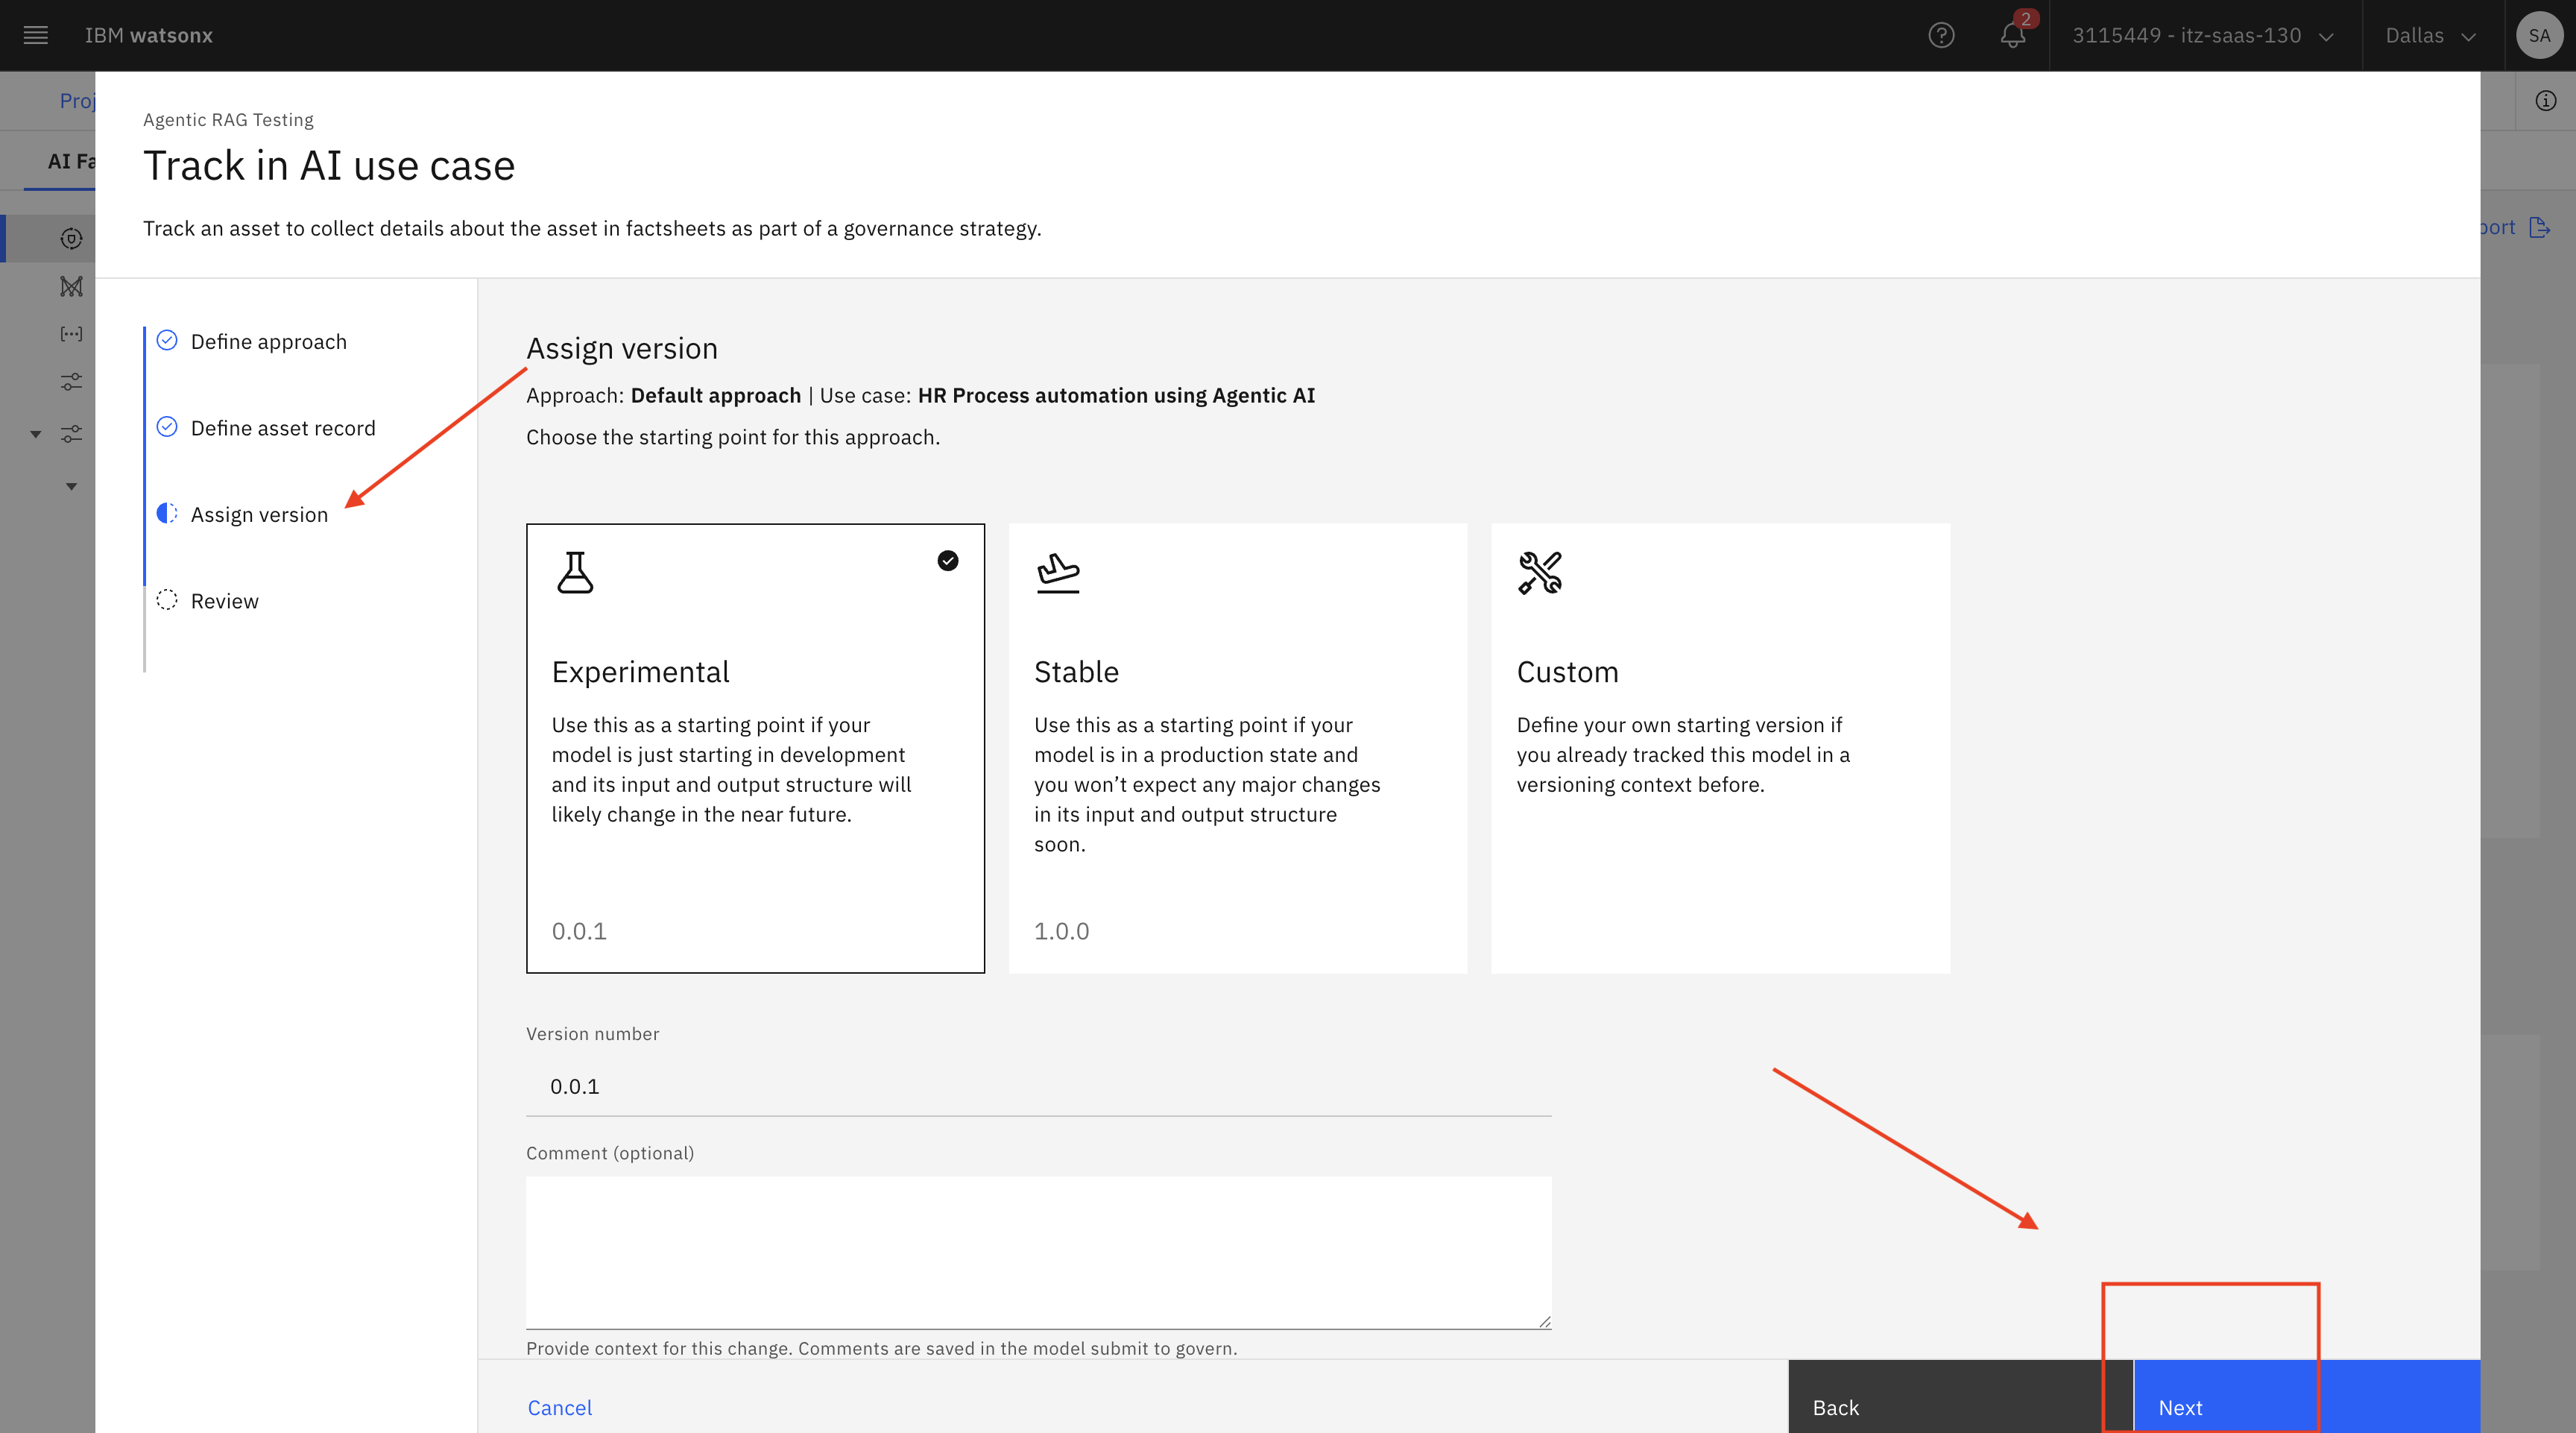 IBM watsonx
2
3115449 - itz-saas-130
Dallas
SA
Proj
AI Fa
port
Agentic RAG Testing
Track in AI use case
Track an asset to collect details about the asset in factsheets as part of a governance strategy.
Define approach
Define asset record
Assign version
Review
Assign version
Approach: Default approach | Use case: HR Process automation using Agentic AI
Choose the starting point for this approach.
Experimental
Use this as a starting point if your
model is just starting in development
and its input and output structure will
likely change in the near future.
0.0.1
Stable
Use this as a starting point if your
model is in a production state and
you won’t expect any major changes
in its input and output structure
soon.
1.0.0
Custom
Define your own starting version if
you already tracked this model in a
versioning context before.
Version number
0.0.1
Comment (optional)
Provide context for this change. Comments are saved in the model submit to govern.
Cancel
Back
Next